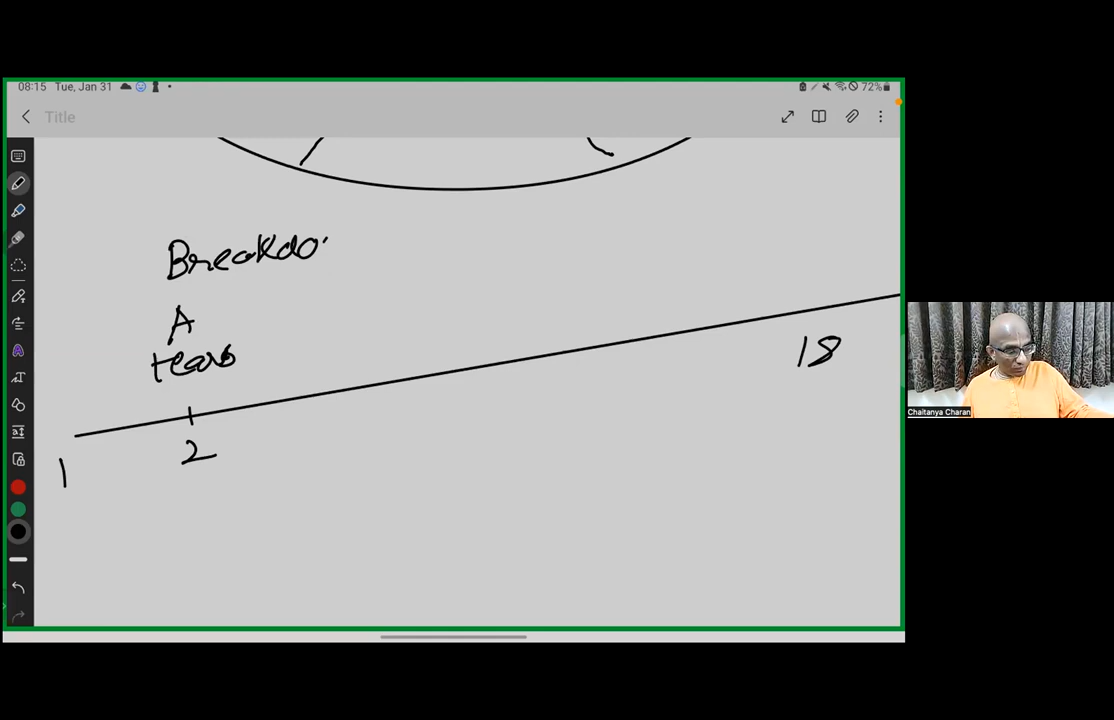 08:15 Tue, Jan 31
72%
Title
Breakdo
A
tears
18
2
1
Chaitanya Charan